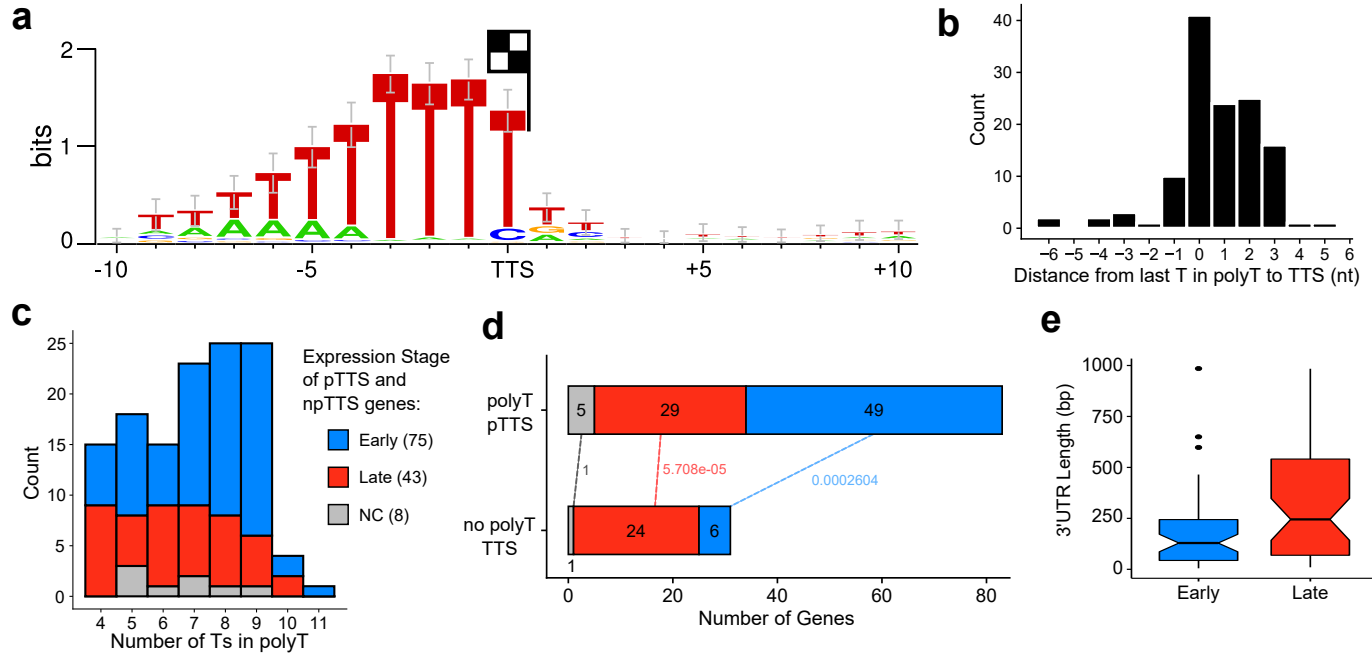 a
bits
2
1
0
-10
-5
TTS
+5
+10
b
Count
40
30
20
10
0
−6 −5 −4 −3 −2 −1 0 1 2 3 4 5 6
Distance from last T in polyT to TTS (nt)
c
Count
25
20
15
10
5
0
4 5 6 7 8 9 10 11
Number of Ts in polyT
Expression Stage
of pTTS and
npTTS genes:
Early (75)
Late (43)
NC (8)
d
polyT
pTTS
5 29 49
1
5.708e-05
0.0002604
no polyT
TTS
24 6
1
0 20 40 60 80
Number of Genes
e
3'UTR Length (bp)
1000
750
500
250
0
Early Late